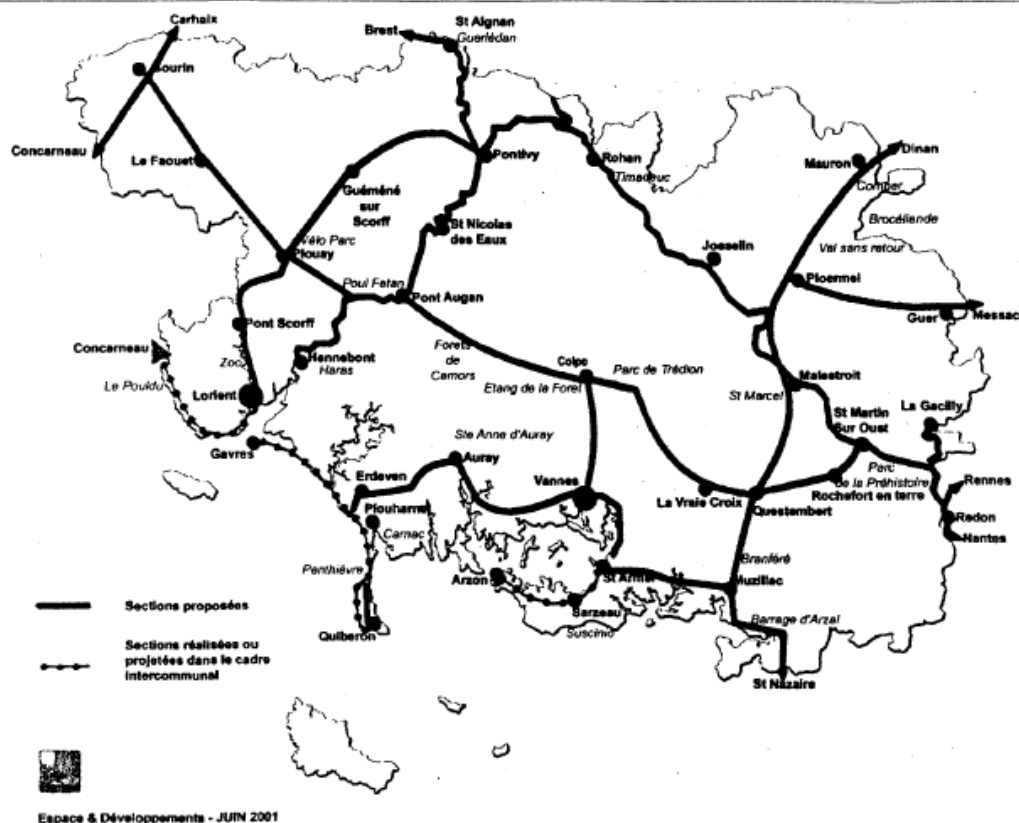 Carhaix
St Aignan
Brest
Guerlédan
Gourin
Concarneau
Le Faouet
Pontivy
Rohan
Timadeuc
Mauron
Dinan
Comper
Brocéliande
Guéméné
sur
Scorff
St Nicolas
des Eaux
Vélo Parc
Plouay
Josselin
Val sans retour
Poul Fetan
Pont Augan
Ploermel
Pont Scorff
Guer
Messac
Concarneau
Zoo
Hennebont
Haras
Forets
de
Camors
Colpo
Parc de Trédion
Le Pouldu
Lorient
Etang de la Foret
St Marcel
Malestroit
La Gacilly
St Martin
Sur Oust
Gavres
Ste Anne d'Auray
Auray
Erdeven
Vannes
La Vraie Croix
Parc
de la Préhistoire
Rochefort en terre
Rennes
Plouharnel
Questembert
Redon
Carnac
Nantes
Branféré
Penthièvre
Arzon
St Armel
Muzillac
Sarzeau
Sections proposées
Suscinio
Barrage d'Arzal
Quiberon
Sections réalisées ou
projetées dans le cadre
intercommunal
St Nazaire
Espace & Développements - JUIN 2001